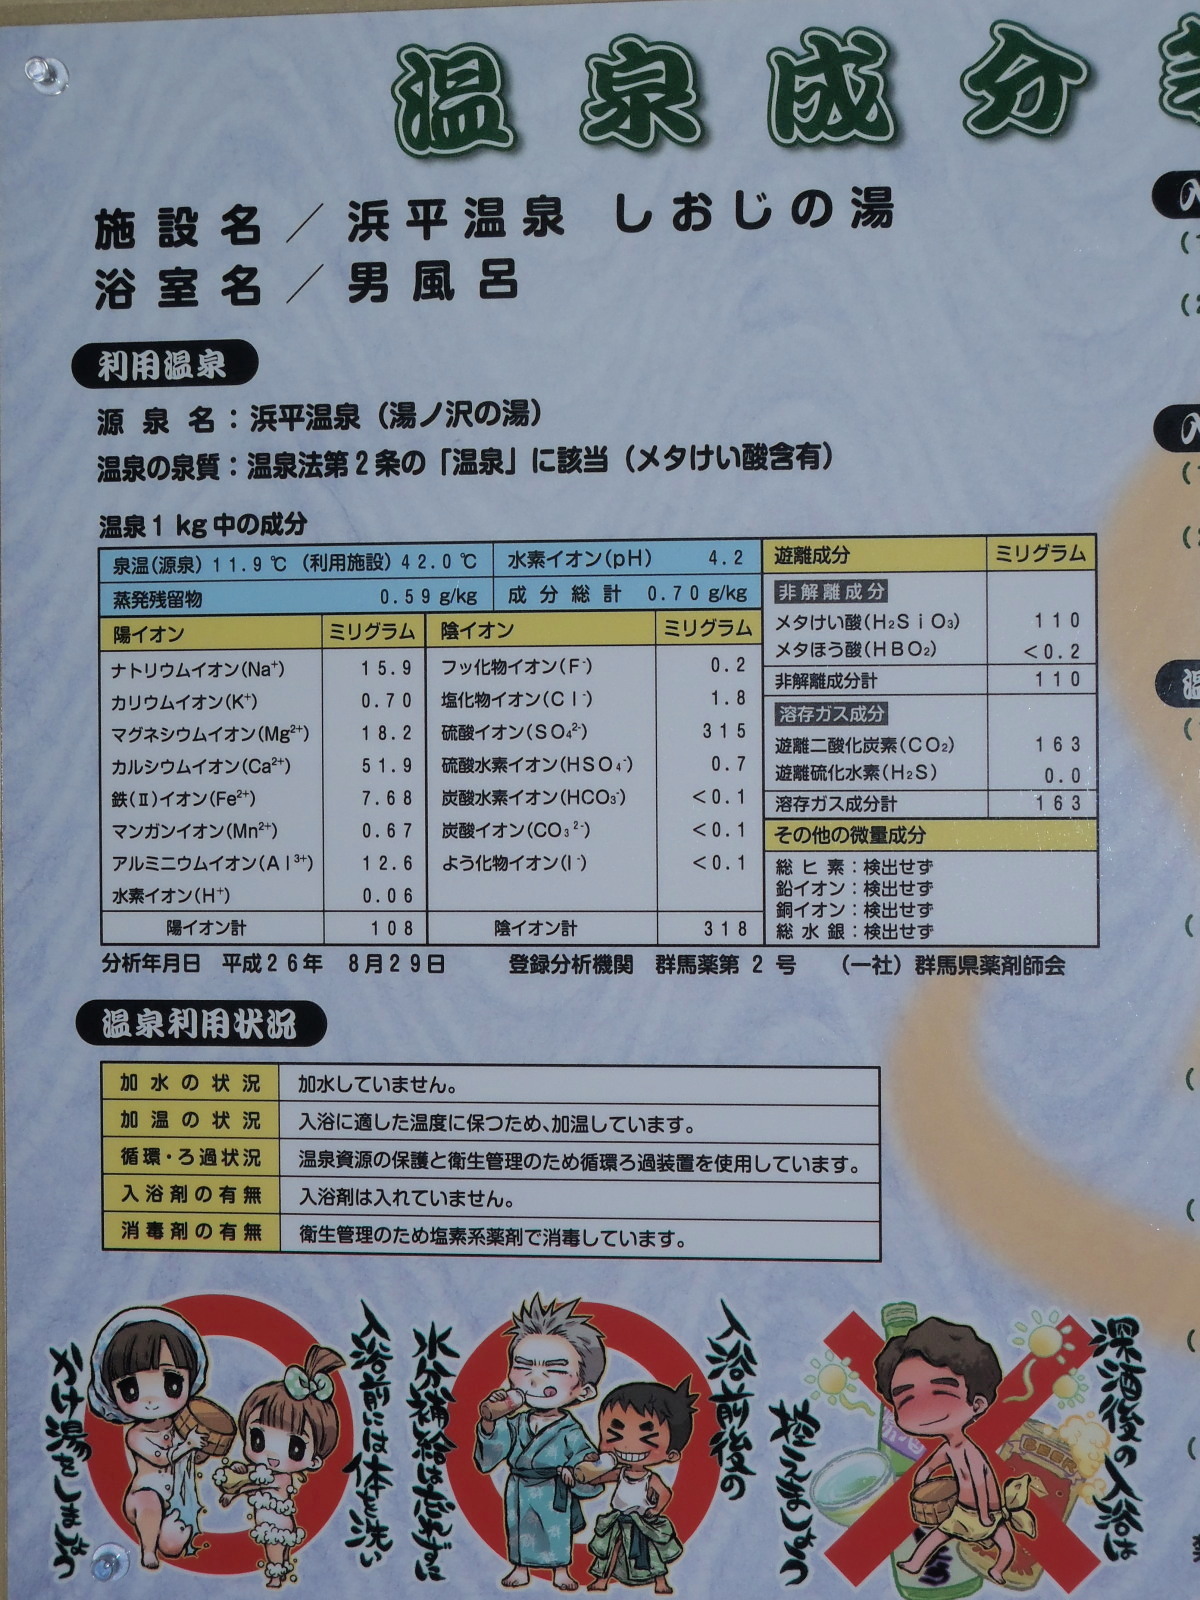 温泉成分
施設名／浜平温泉 しおじの湯
浴室名／男風呂
利用温泉
源泉名：浜平温泉（湯ノ沢の湯）
温泉の泉質：温泉法第2条の「温泉」に該当（メタけい酸含有）
温泉1kg中の成分
泉温(源泉) 11.9℃ (利用施設) 42.0℃ 水素イオン(pH) 4.2
蒸発残留物 0.59 g/kg 成分総計 0.70 g/kg
陽イオン ミリグラム
ナトリウムイオン(Na⁺) 15.9
カリウムイオン(K⁺) 0.70
マグネシウムイオン(Mg²⁺) 18.2
カルシウムイオン(Ca²⁺) 51.9
鉄(Ⅱ)イオン(Fe²⁺) 7.68
マンガンイオン(Mn²⁺) 0.67
アルミニウムイオン(Al³⁺) 12.6
水素イオン(H⁺) 0.06
陽イオン計 108
陰イオン ミリグラム
フッ化物イオン(F⁻) 0.2
塩化物イオン(Cl⁻) 1.8
硫酸イオン(SO₄²⁻) 315
硫酸水素イオン(HSO₄⁻) 0.7
炭酸水素イオン(HCO₃⁻) <0.1
炭酸イオン(CO₃²⁻) <0.1
よう化物イオン(I⁻) <0.1
陰イオン計 318
遊離成分 ミリグラム
非解離成分
メタけい酸(H₂SiO₃) 110
メタほう酸(HBO₂) <0.2
非解離成分計 110
溶存ガス成分
遊離二酸化炭素(CO₂) 163
遊離硫化水素(H₂S) 0.0
溶存ガス成分計 163
その他の微量成分
総ヒ素：検出せず
鉛イオン：検出せず
銅イオン：検出せず
総水銀：検出せず
分析年月日 平成26年 8月29日 登録分析機関 群馬薬第2号 （一社）群馬県薬剤師会
温泉利用状況
加水の状況 加水していません。
加温の状況 入浴に適した温度に保つため、加温しています。
循環・ろ過状況 温泉資源の保護と衛生管理のため循環ろ過装置を使用しています。
入浴剤の有無 入浴剤は入れていません。
消毒剤の有無 衛生管理のため塩素系薬剤で消毒しています。
入浴前には体を洗い
かけ湯をしましょう
入浴前後の
水分補給は忘れずに
深酒後の入浴は
控えましょう